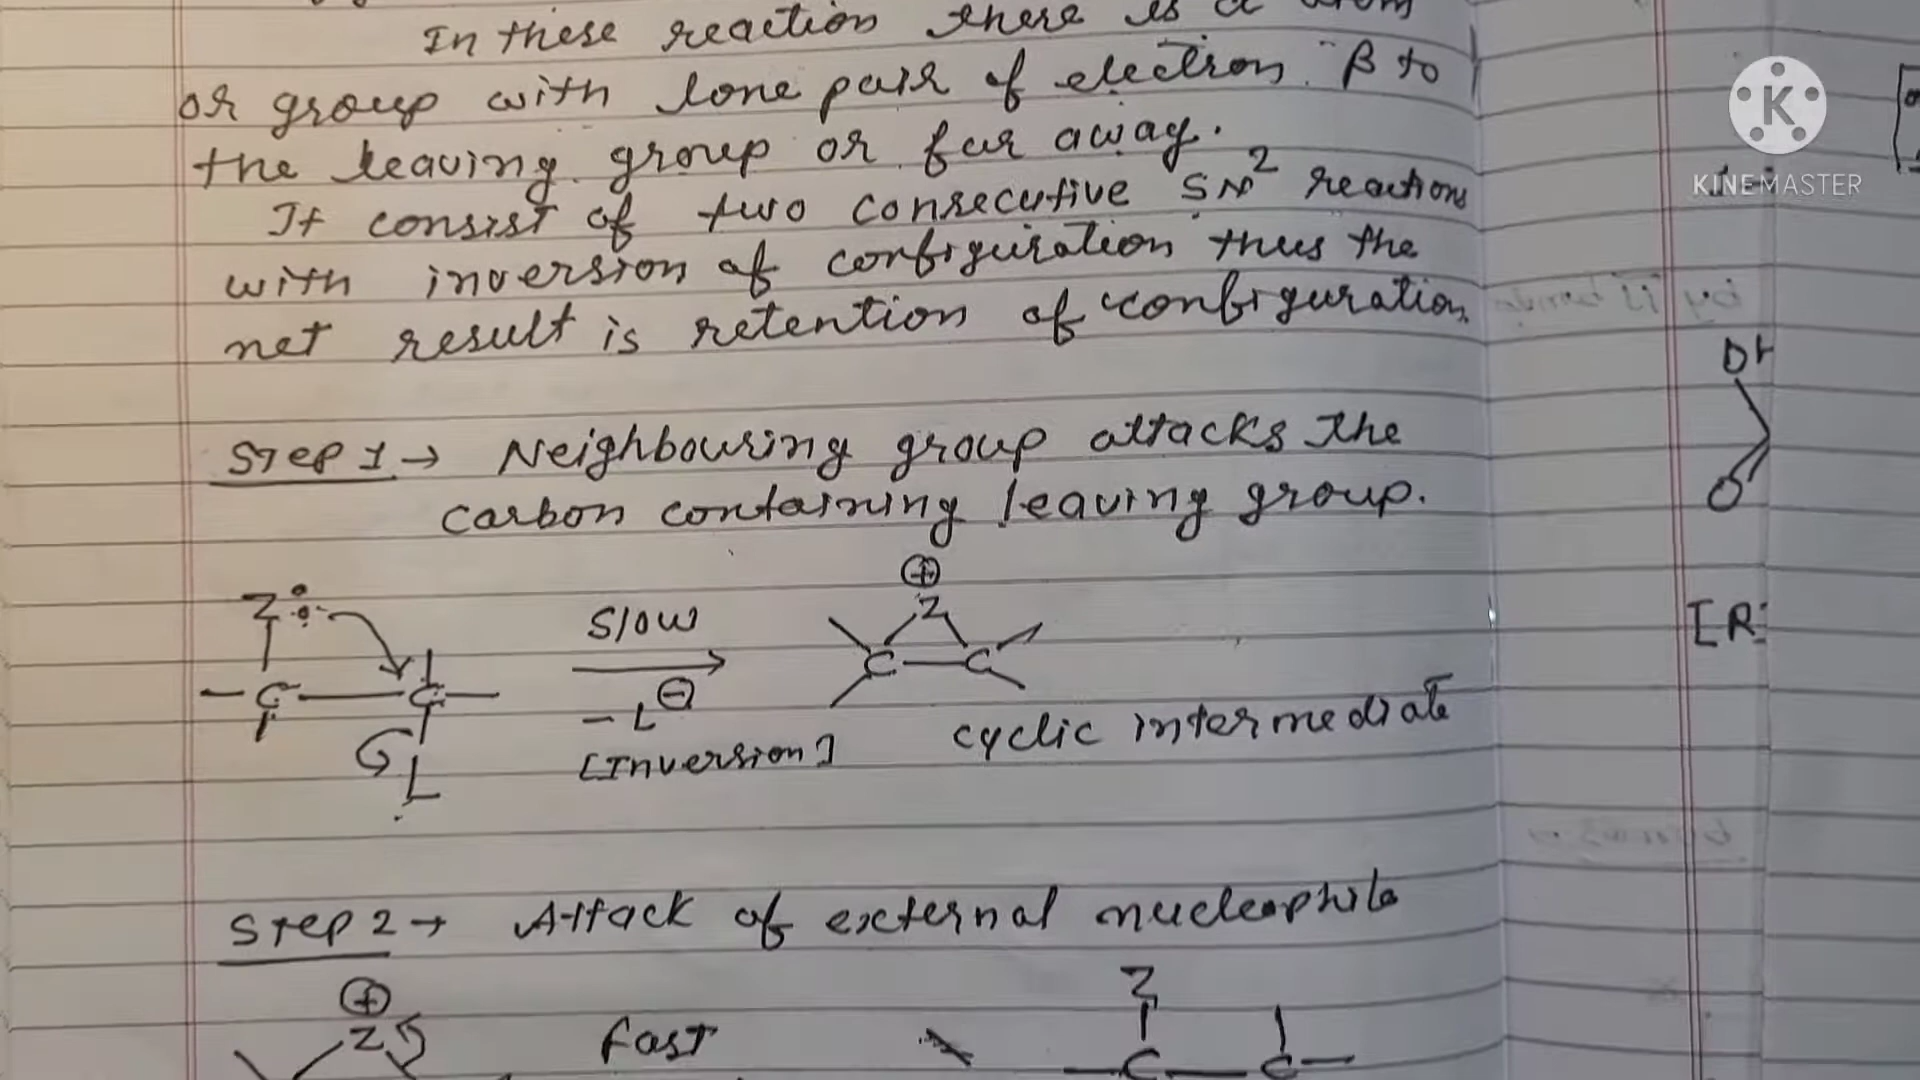 In these reaction there is a atom
or group with lone pair of electron β to
the leaving group or far away.
It consist of two consecutive SN² reactions
with inversion of configuration thus the
net result is retention of configuration
Step 1 → Neighbouring group attacks the
carbon containing leaving group.
Z:
C C
L
Slow
-L⊖
[Inversion]
⊕
Z
C C
cyclic intermediate
Step 2 → Attack of external nucleophile
⊕
Z
fast
Z
C C
K
KINEMASTER
O
[R